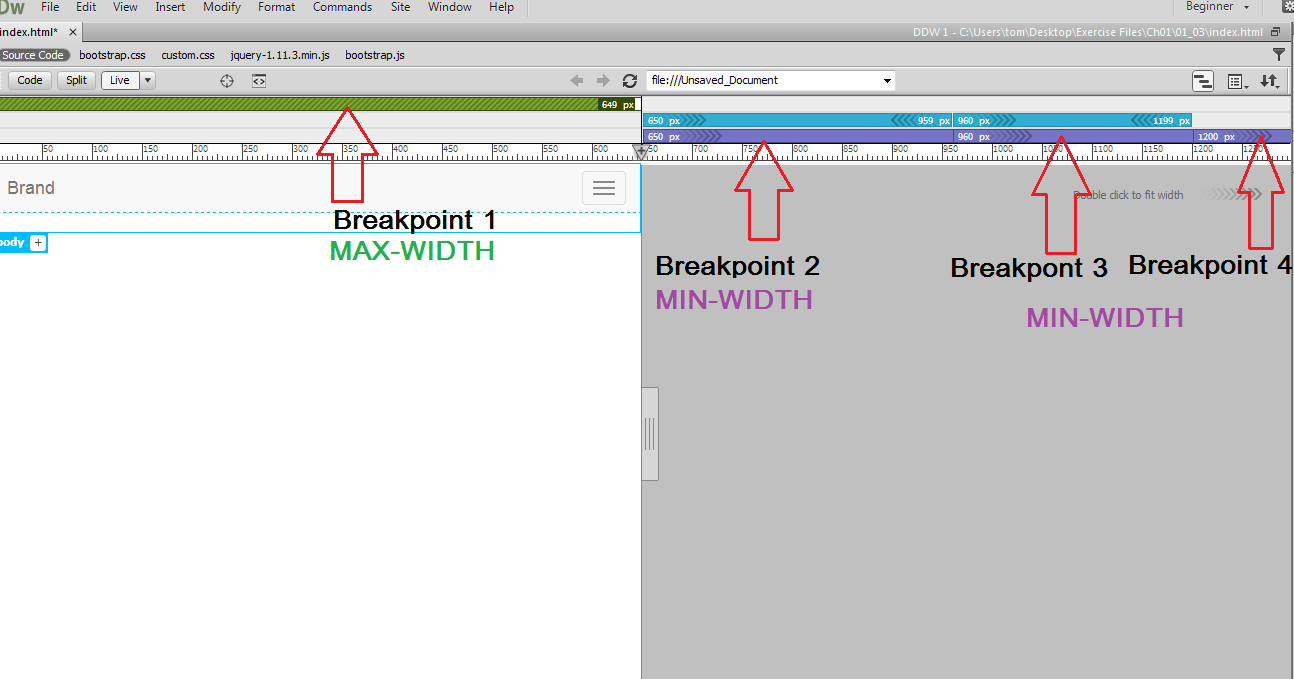 Dw File Edit View Insert Modify Format Commands Site Window Help Beginner
index.html* × DDW 1 - C:\Users\tom\Desktop\Exercise Files\Ch01\01_03\index.html
Source Code bootstrap.css custom.css jquery-1.11.3.min.js bootstrap.js
Code Split Live file:///Unsaved_Document
649 px
650 px 959 px 960 px 1199 px
650 px 960 px 1200 px
50 100 150 200 250 300 350 400 450 500 550 600 650 700 750 800 850 900 950 1000 1050 1100 1150 1200 1250
Brand
Double click to fit width
body +
Breakpoint 1
MAX-WIDTH
Breakpoint 2
MIN-WIDTH
Breakpont 3
MIN-WIDTH
Breakpoint 4